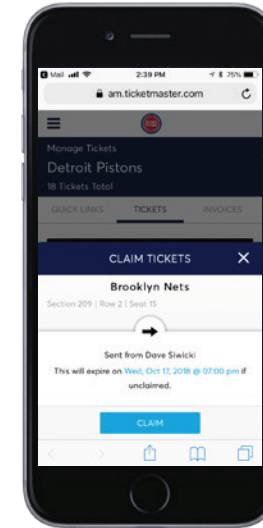 Mail
2:39 PM
75%
am.ticketmaster.com
Manage Tickets
Detroit Pistons
18 Tickets Total
QUICK LINKS TICKETS INVOICES
CLAIM TICKETS X
Brooklyn Nets
Section 209 | Row 2 | Seat 15
Sent from Dave Siwicki
This will expire on Wed, Oct 17, 2018 @ 07:00 pm if
unclaimed.
CLAIM